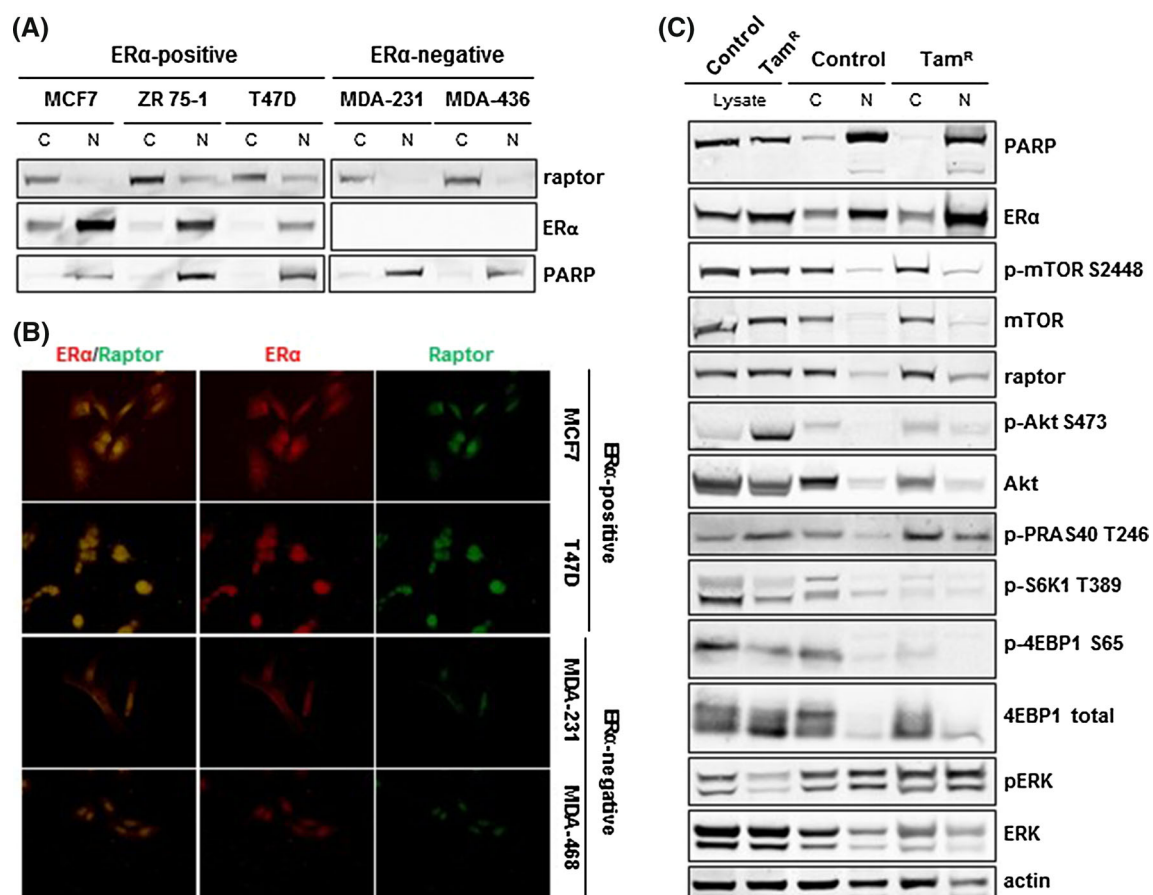 (A)
ERα-positive ERα-negative
MCF7 ZR 75-1 T47D MDA-231 MDA-436
C N C N C N C N C N
raptor
ERα
PARP
(B)
ERα/Raptor ERα Raptor
MCF7
T47D
ERα-positive
MDA-231
MDA-468
ERα-negative
(C)
Control TamR Control TamR
Lysate C N C N
PARP
ERα
p-mTOR S2448
mTOR
raptor
p-Akt S473
Akt
p-PRAS40 T246
p-S6K1 T389
p-4EBP1 S65
4EBP1 total
pERK
ERK
actin